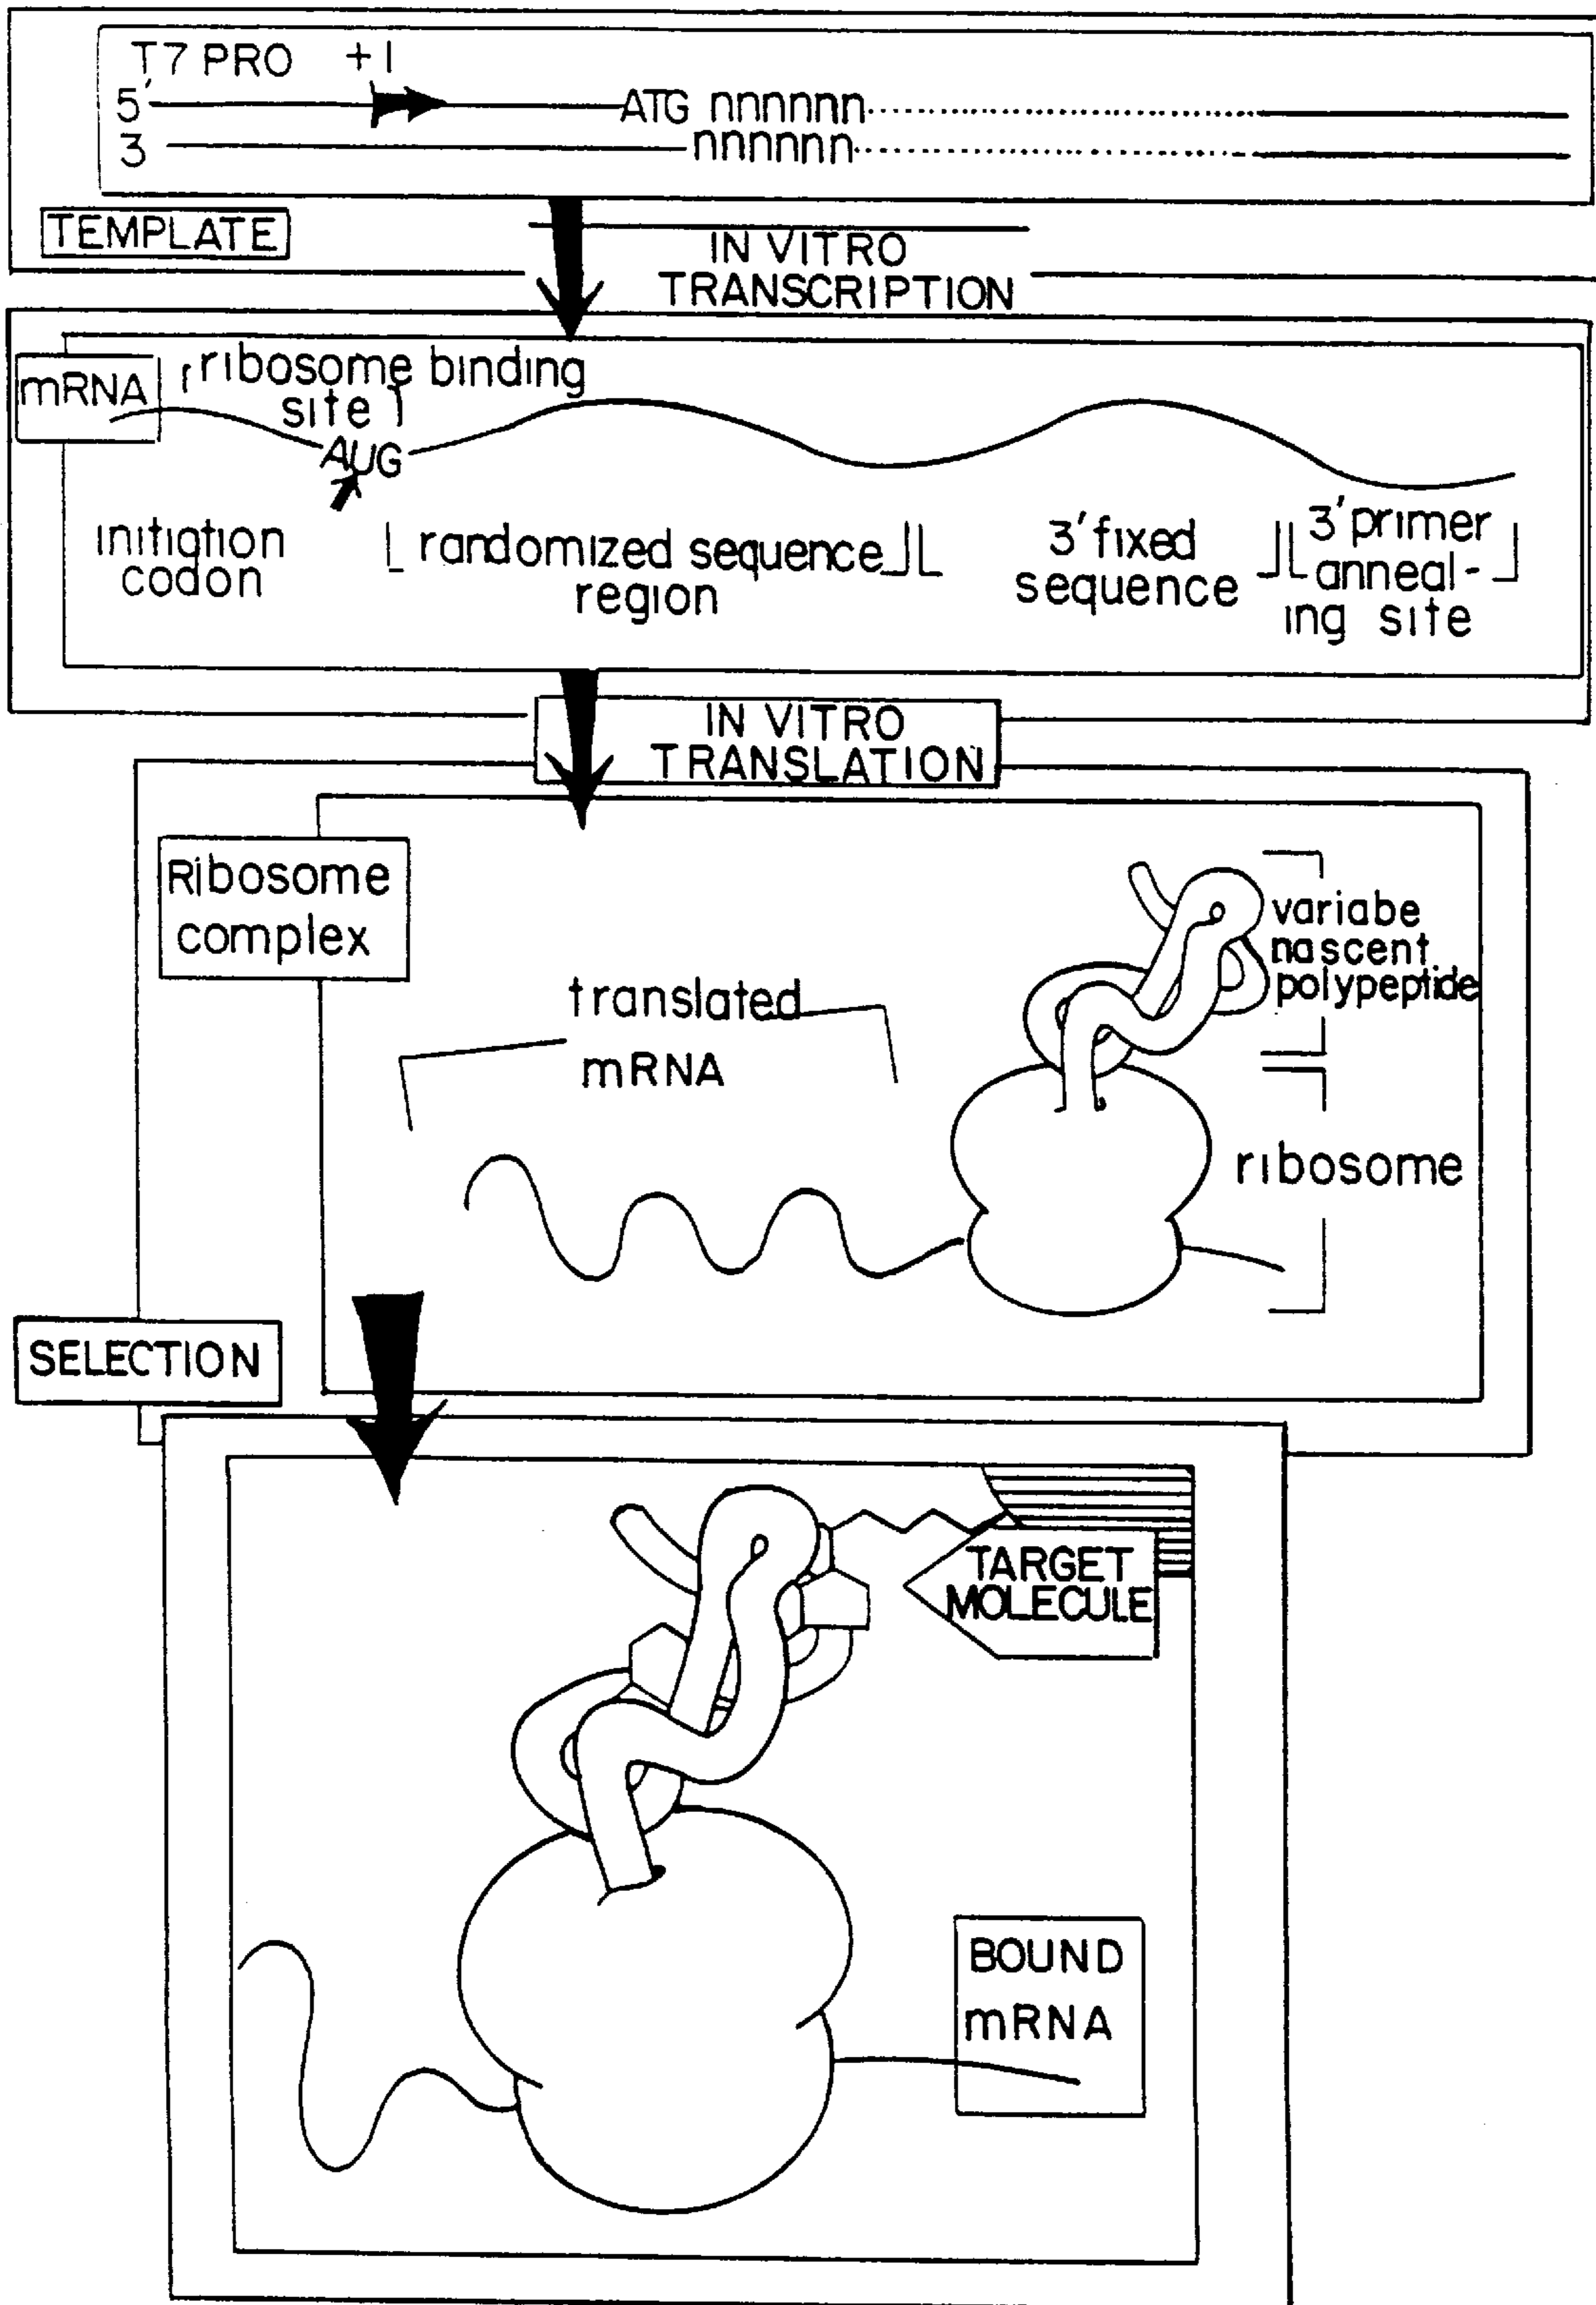 T7 PRO +1
5' ATG nnnnnn
3 nnnnnn
TEMPLATE
IN VITRO
TRANSCRIPTION
mRNA
ribosome binding
site
AUG
initiation
codon
randomized sequence
region
3' fixed
sequence
3' primer
anneal-
ing site
IN VITRO
TRANSLATION
Ribosome
complex
variabe
nascent
polypeptide
translated
mRNA
ribosome
SELECTION
TARGET
MOLECULE
BOUND
mRNA